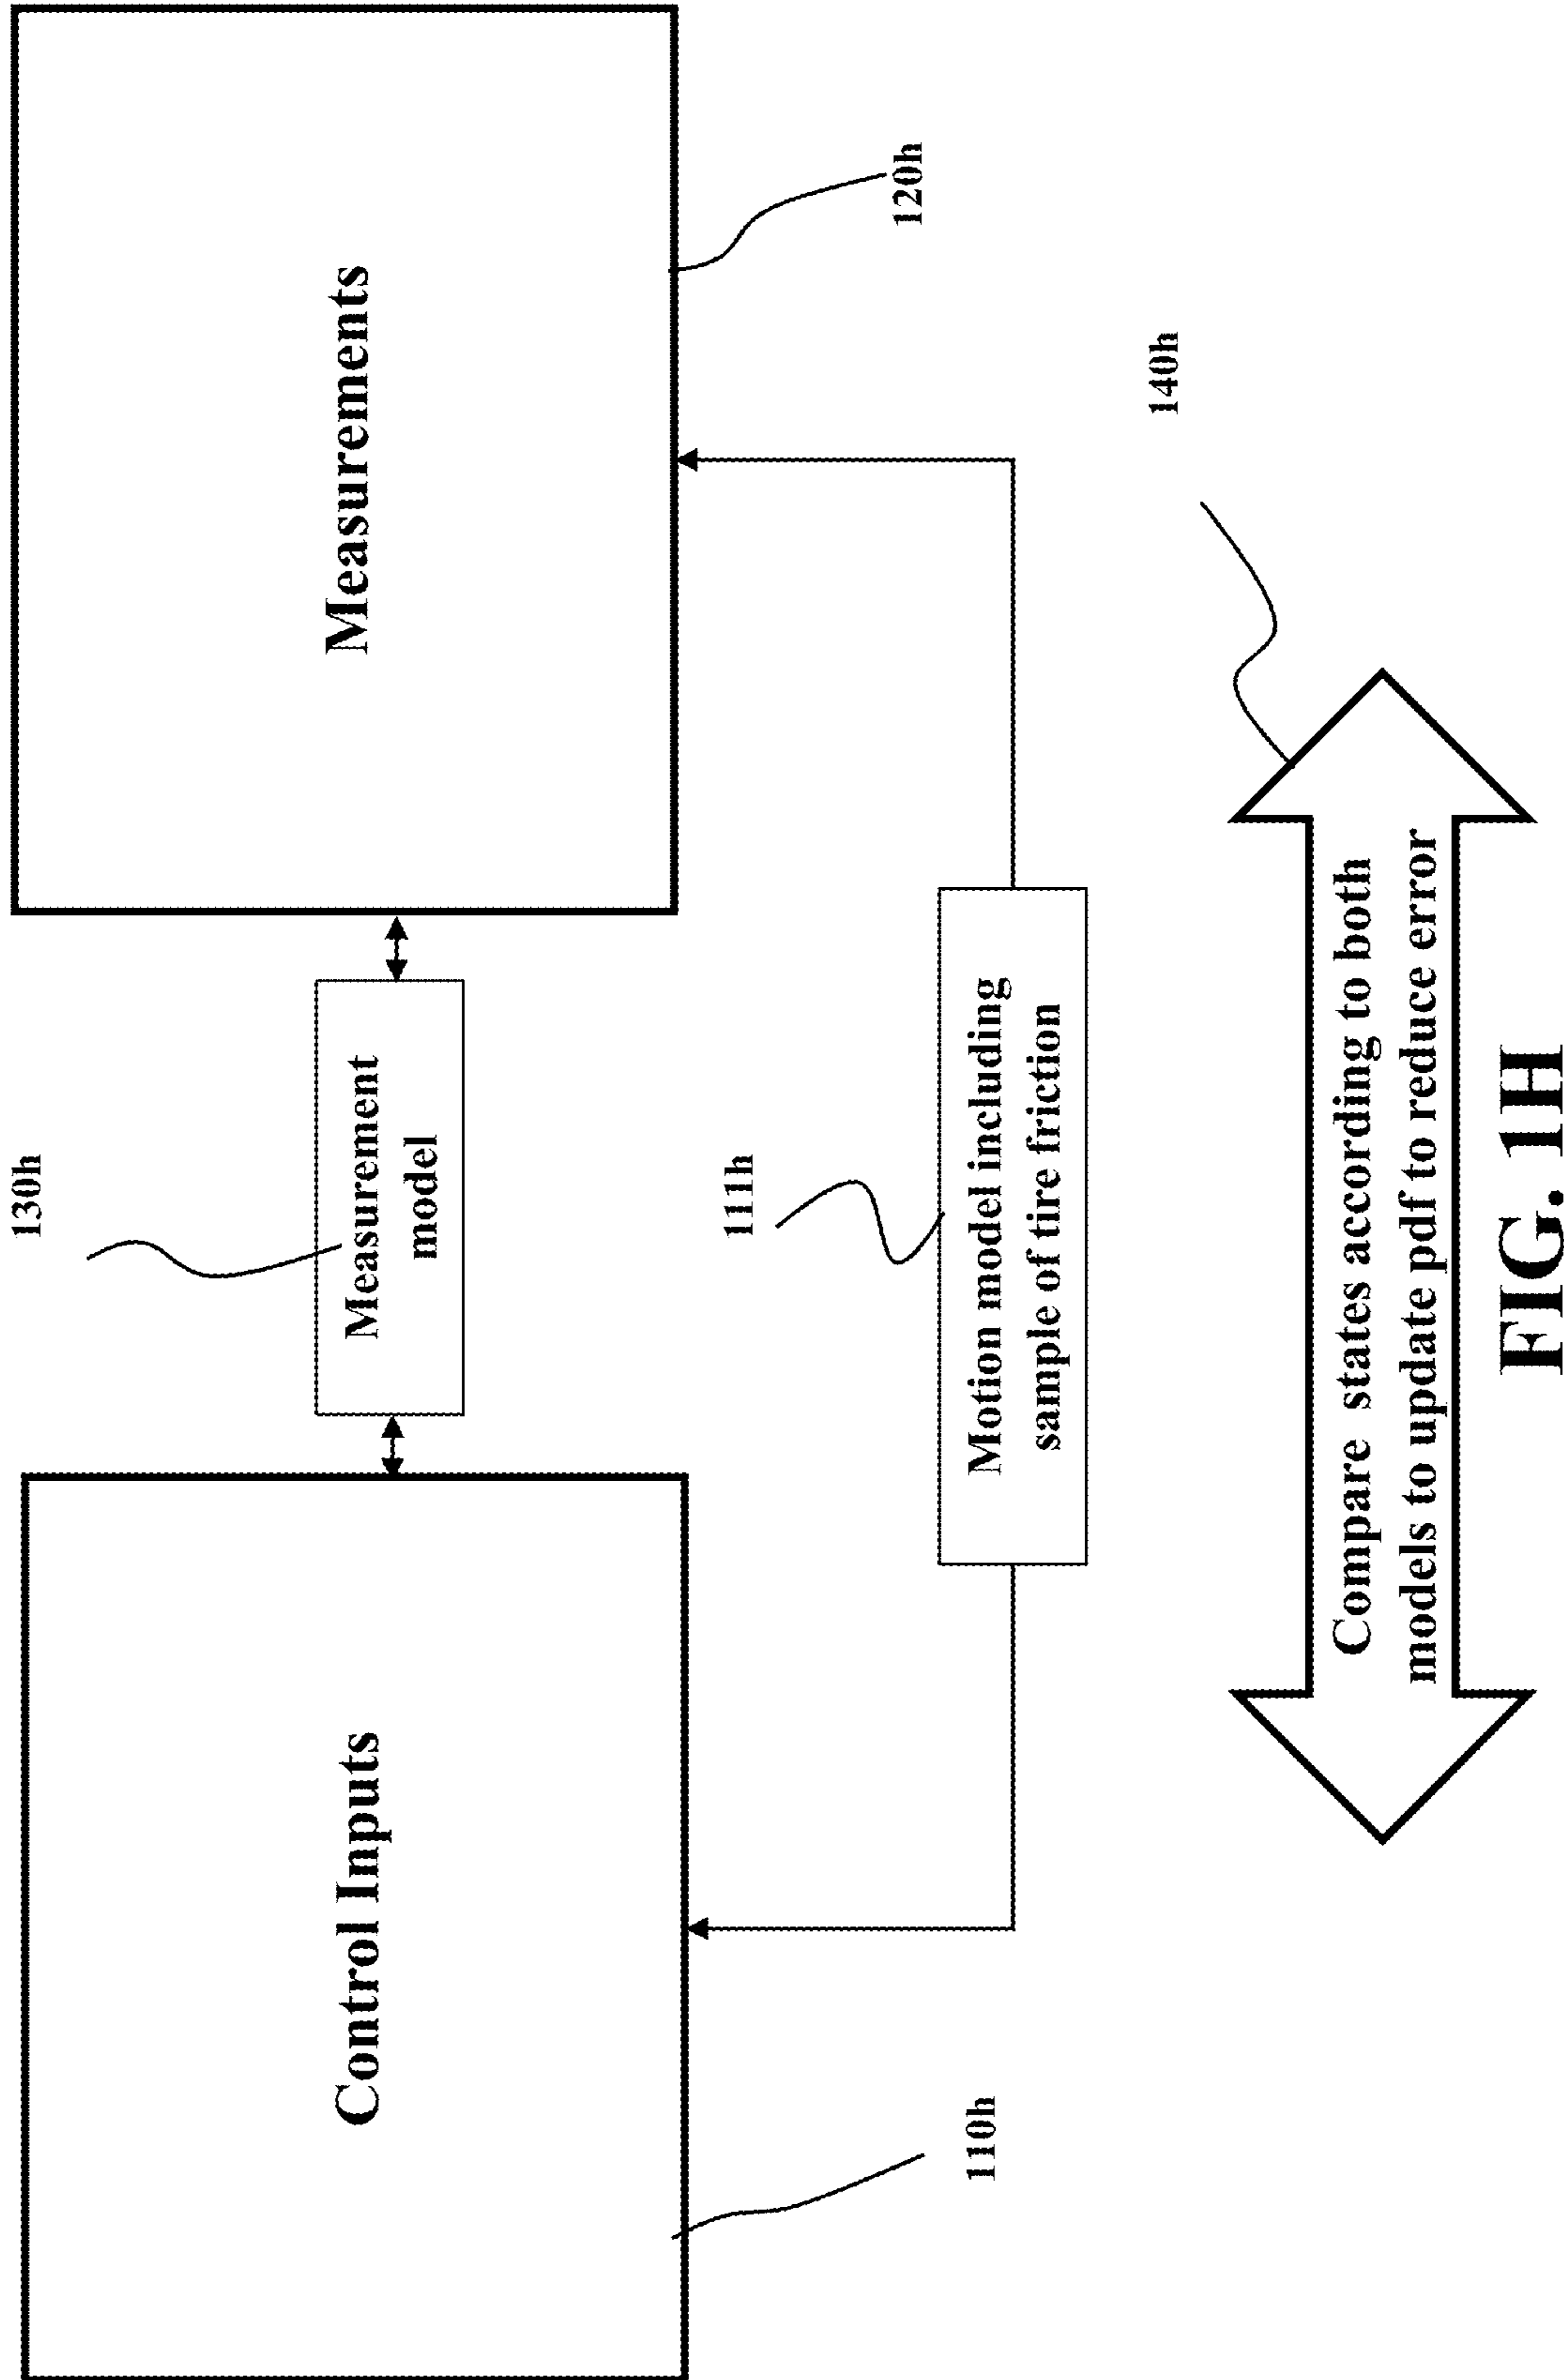 130h
Control Inputs
Measurement
model
Measurements
110h
111h
120h
Motion model including
sample of tire friction
140h
Compare states according to both
models to update pdf to reduce error
FIG. 1H